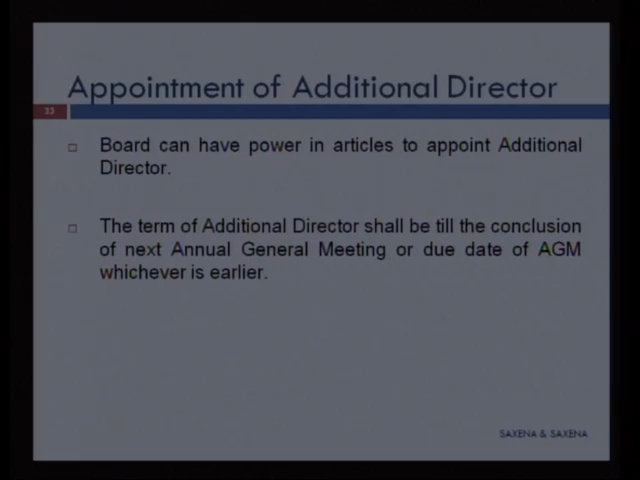 Appointment of Additional Director
33
Board can have power in articles to appoint Additional
Director.
The term of Additional Director shall be till the conclusion
of next Annual General Meeting or due date of AGM
whichever is earlier.
SAXENA & SAXENA